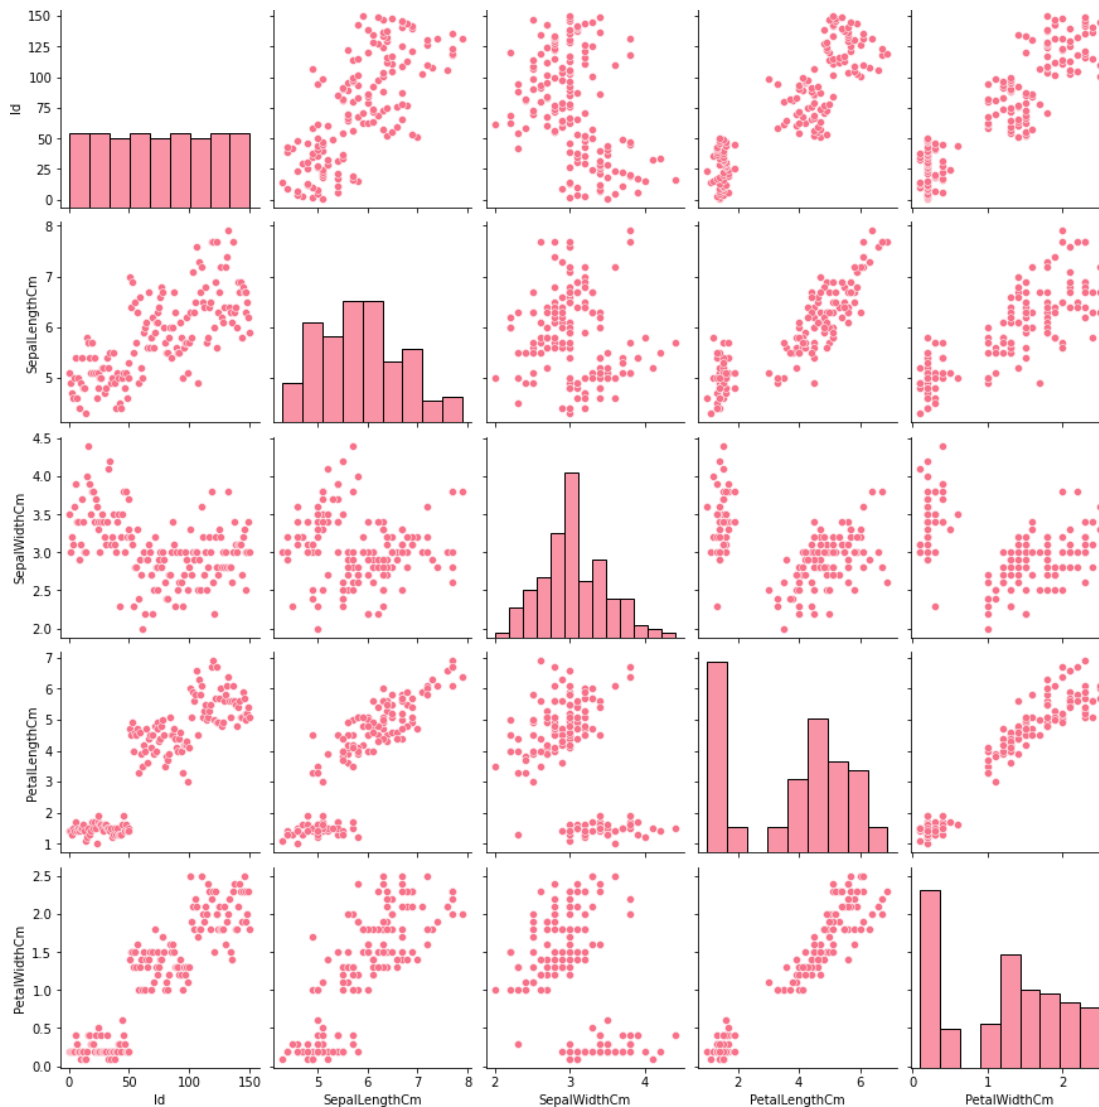 150
125
100
75
50
25
0
Id
8
7
6
5
SepalLengthCm
4.5
4.0
3.5
3.0
2.5
2.0
SepalWidthCm
7
6
5
4
3
2
1
PetalLengthCm
2.5
2.0
1.5
1.0
0.5
0.0
PetalWidthCm
0 50 100 150
5 6 7 8
2 3 4
2 4 6
0 1 2
Id SepalLengthCm SepalWidthCm PetalLengthCm PetalWidthCm